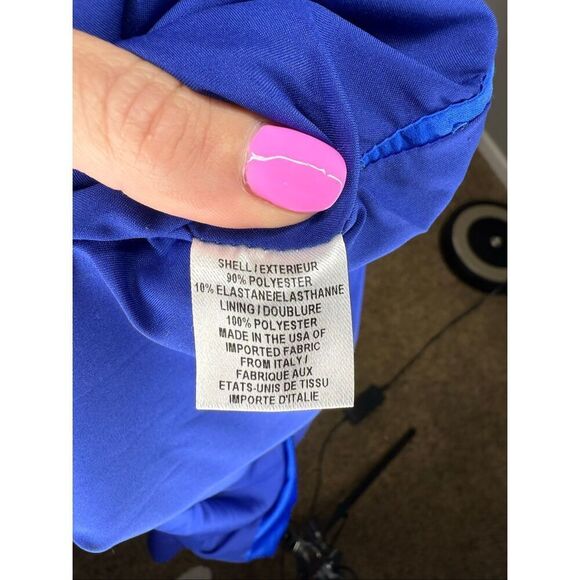 SHELL/EXTERIEUR
90% POLYESTER
10% ELASTANE/ELASTHANNE
LINING/DOUBLURE
100% POLYESTER
MADE IN THE USA OF
IMPORTED FABRIC
FROM ITALY/
FABRIQUE AUX
ETATS-UNIS DE TISSU
IMPORTE D'ITALIE